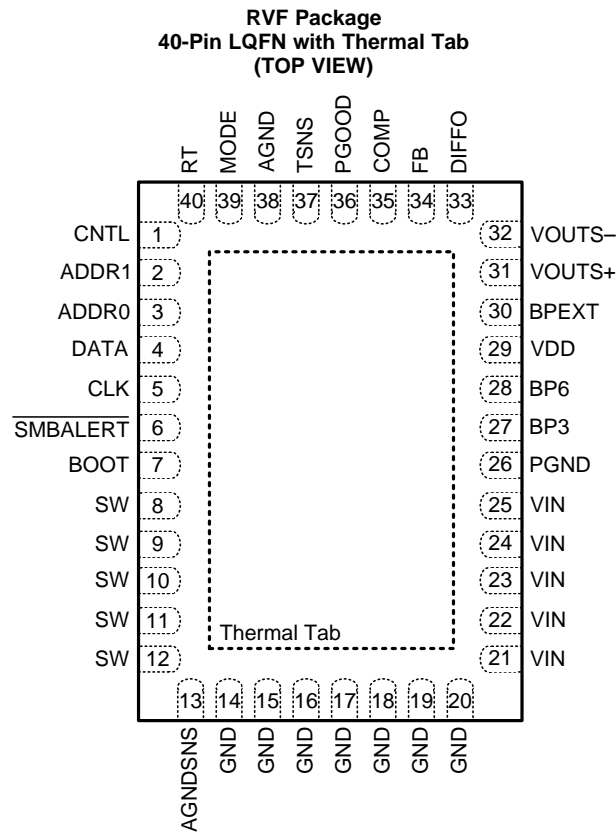 RVF Package
40-Pin LQFN with Thermal Tab
(TOP VIEW)
RT
MODE
AGND
TSNS
PGOOD
COMP
FB
DIFFO
40 39 38 37 36 35 34 33
CNTL 1
ADDR1 2
ADDR0 3
DATA 4
CLK 5
SMBALERT 6
BOOT 7
SW 8
SW 9
SW 10
SW 11
SW 12
32 VOUTS–
31 VOUTS+
30 BPEXT
29 VDD
28 BP6
27 BP3
26 PGND
25 VIN
24 VIN
23 VIN
22 VIN
21 VIN
Thermal Tab
13 14 15 16 17 18 19 20
AGNDSNS
GND
GND
GND
GND
GND
GND
GND